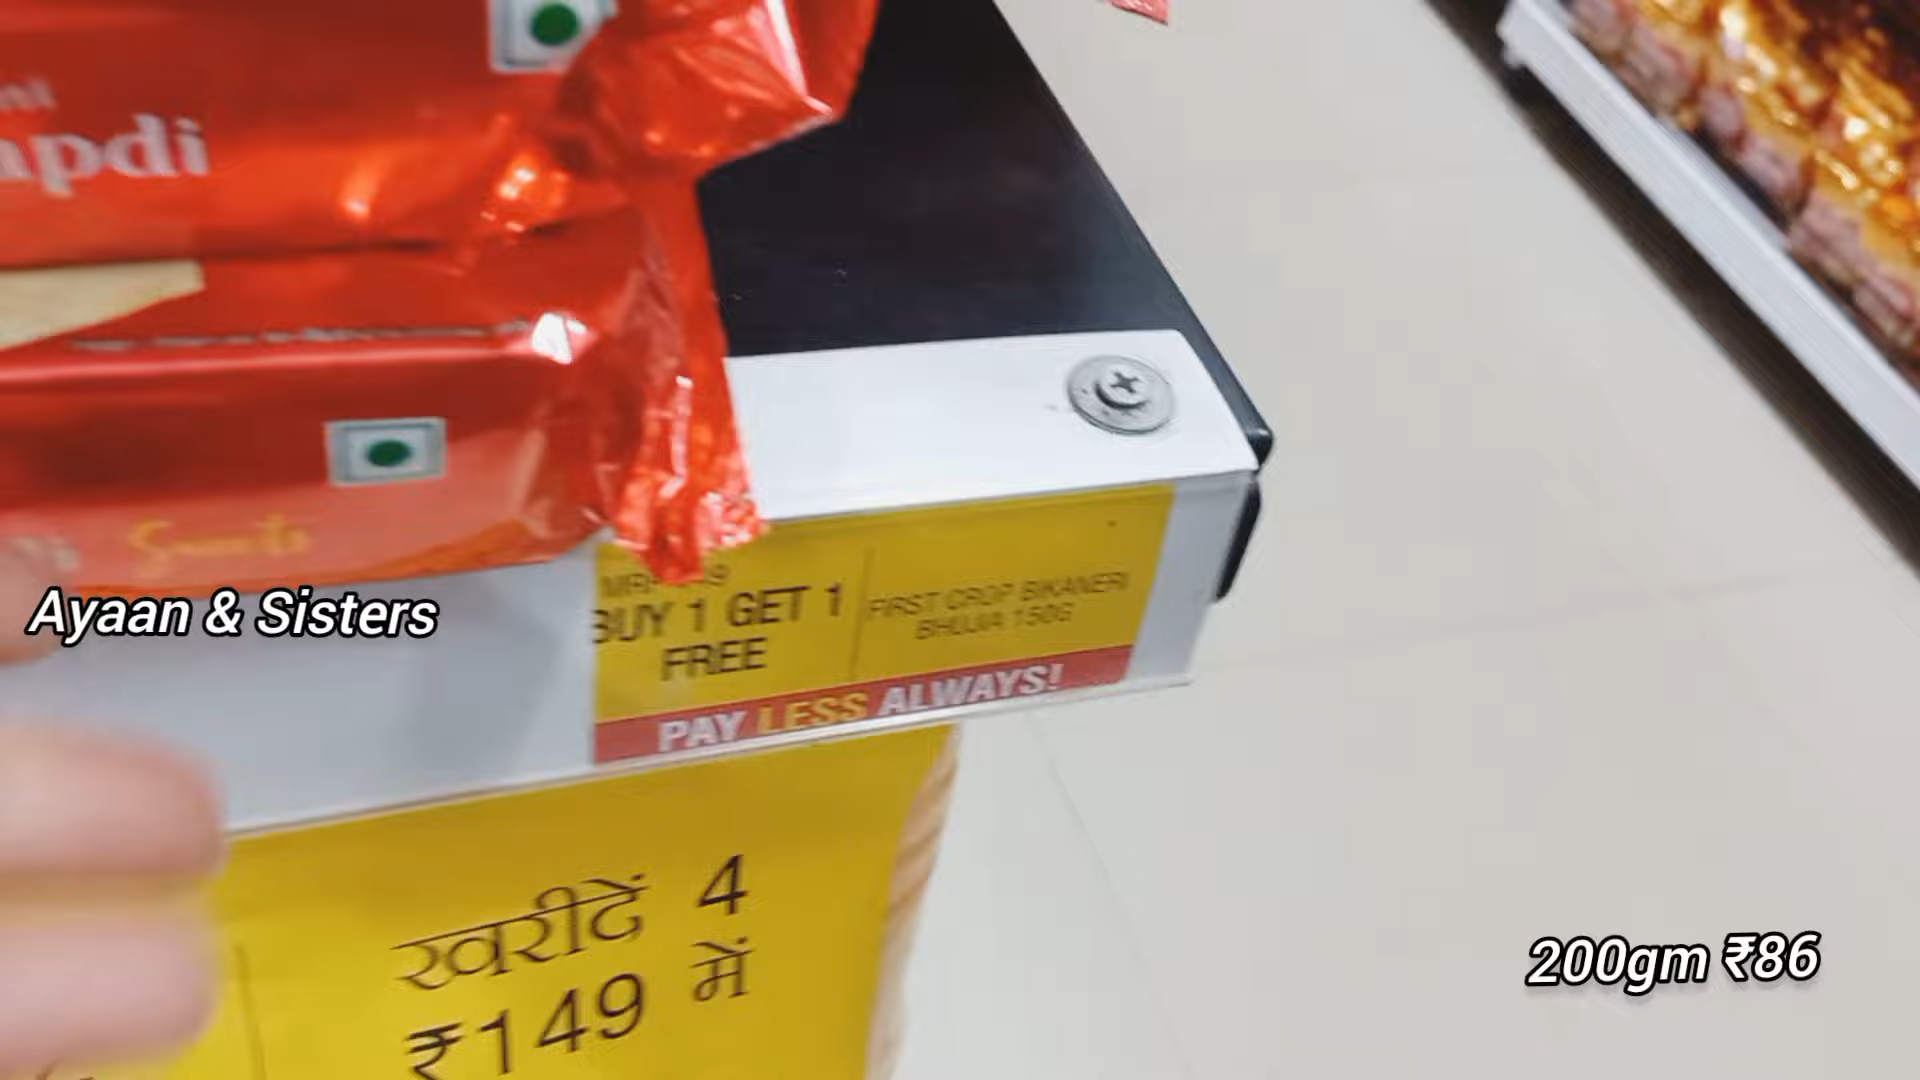 Sweets
Ayaan & Sisters
BUY 1 GET 1
FREE
FIRST CROP BIKANERI
BHUJIA 150G
PAY LESS ALWAYS!
खरीदें 4
₹149 में
200gm ₹86